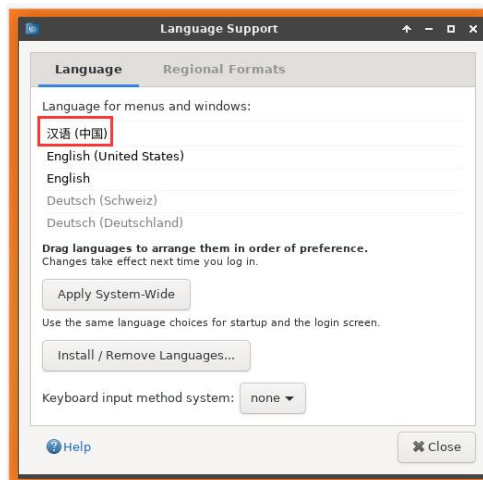 Language Support
Language Regional Formats
Language for menus and windows:
汉语 (中国)
English (United States)
English
Deutsch (Schweiz)
Deutsch (Deutschland)
Drag languages to arrange them in order of preference.
Changes take effect next time you log in.
Apply System-Wide
Use the same language choices for startup and the login screen.
Install / Remove Languages...
Keyboard input method system: none
Help Close